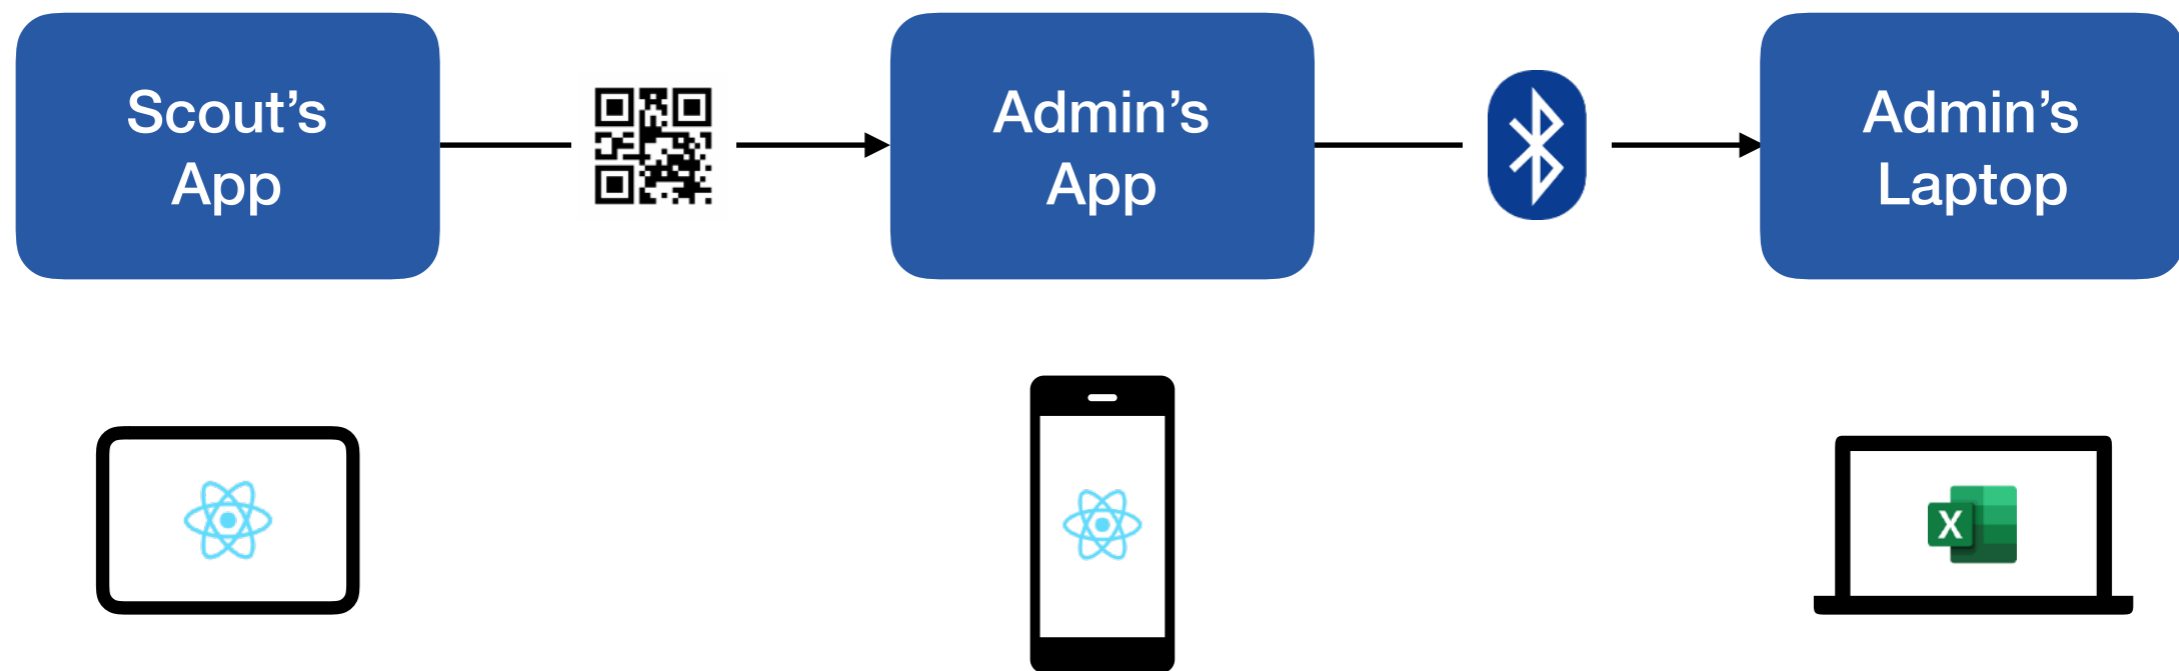 Scout’s
App
Admin’s
App
Admin’s
Laptop
X